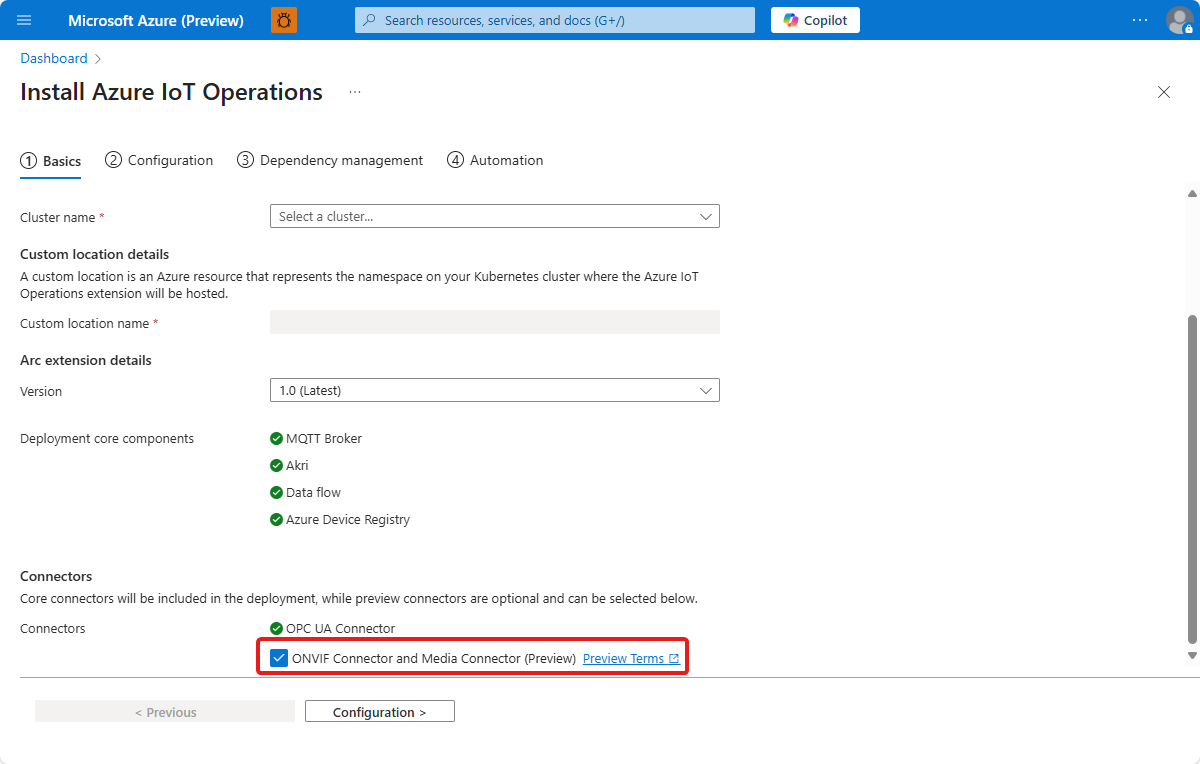 Microsoft Azure (Preview)
Search resources, services, and docs (G+/)
Copilot
Dashboard
Install Azure IoT Operations
1 Basics
2 Configuration
3 Dependency management
4 Automation
Cluster name *
Select a cluster...
Custom location details
A custom location is an Azure resource that represents the namespace on your Kubernetes cluster where the Azure IoT
Operations extension will be hosted.
Custom location name *
Arc extension details
Version
1.0 (Latest)
Deployment core components
MQTT Broker
Akri
Data flow
Azure Device Registry
Connectors
Core connectors will be included in the deployment, while preview connectors are optional and can be selected below.
Connectors
OPC UA Connector
ONVIF Connector and Media Connector (Preview) Preview Terms
< Previous
Configuration >